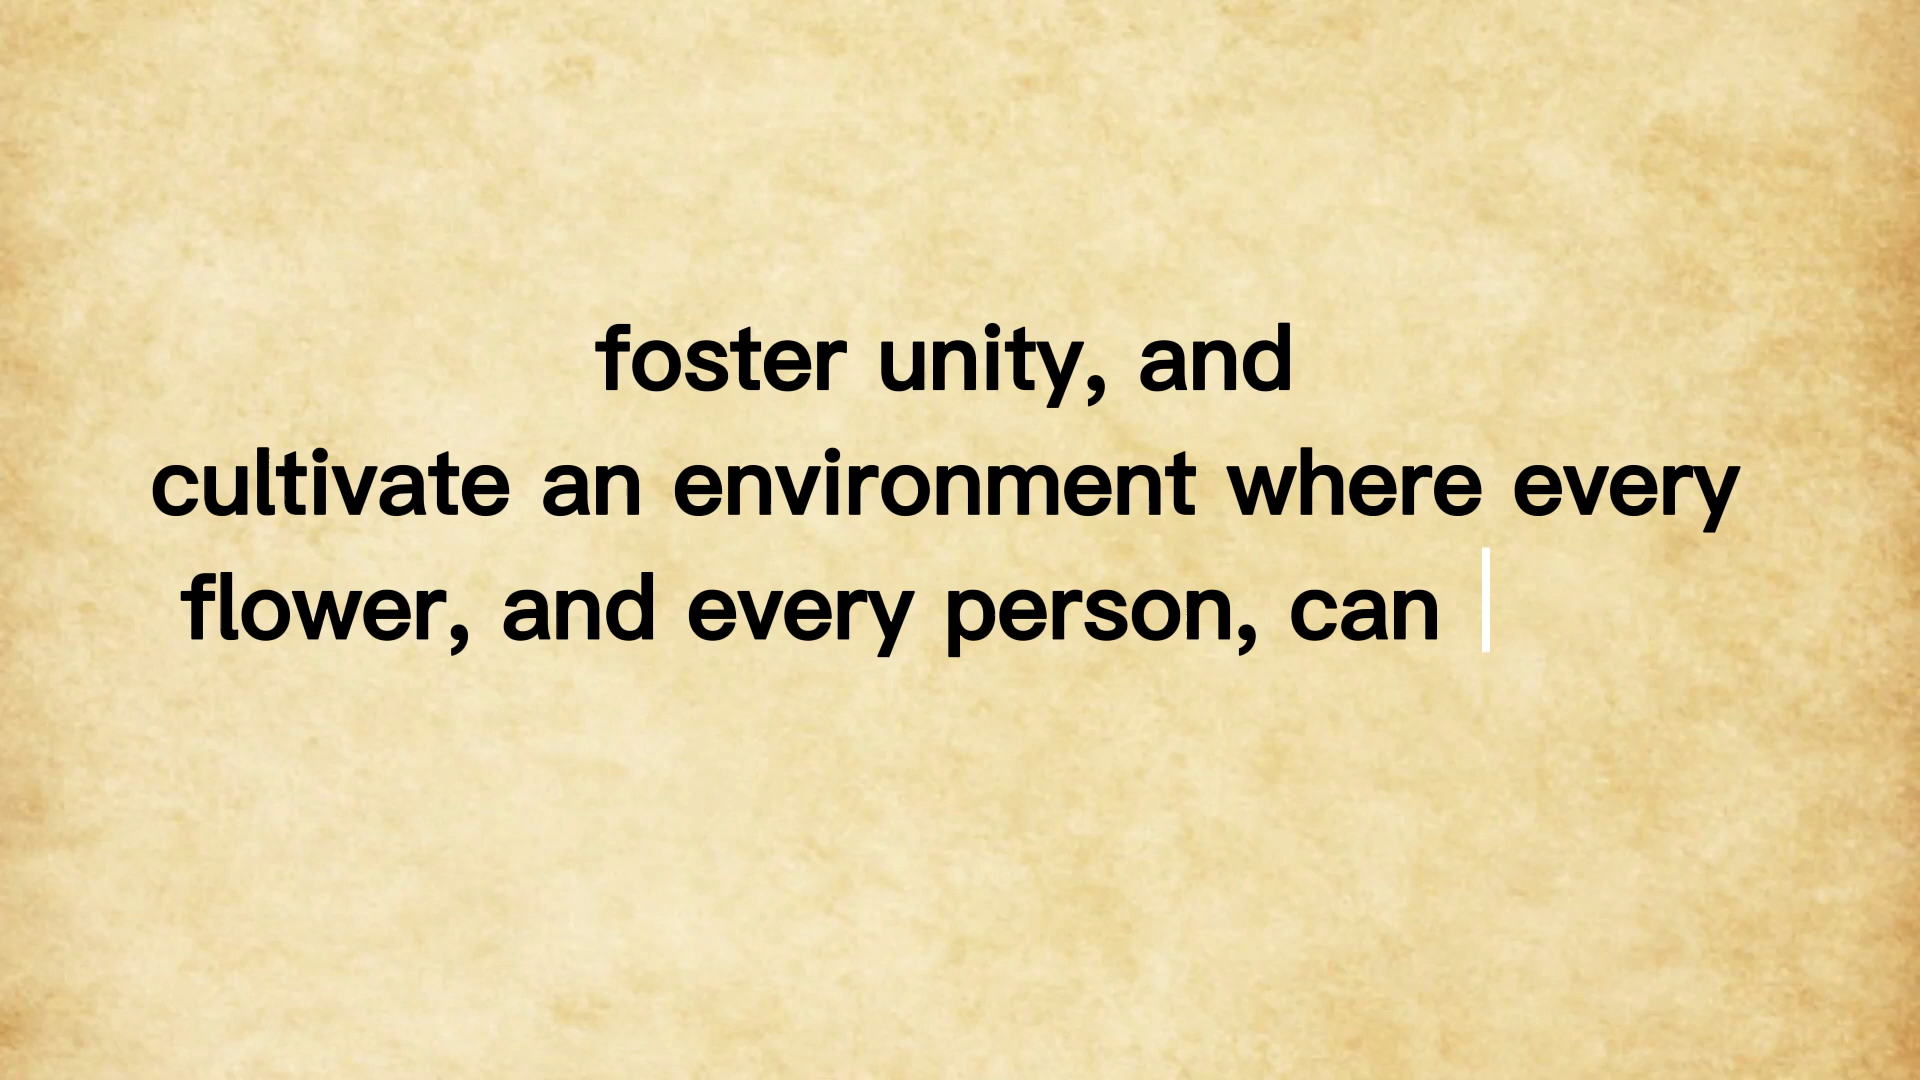 foster unity, and
cultivate an environment where every
flower, and every person, can